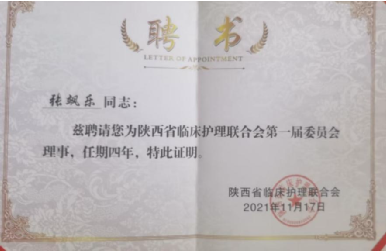 聘书
LETTER OF APPOINTMENT
张飒乐 同志：
兹聘请您为陕西省临床护理联合会第一届委员会
理事，任期四年，特此证明。
陕西省临床护理联合会
2021年11月17日